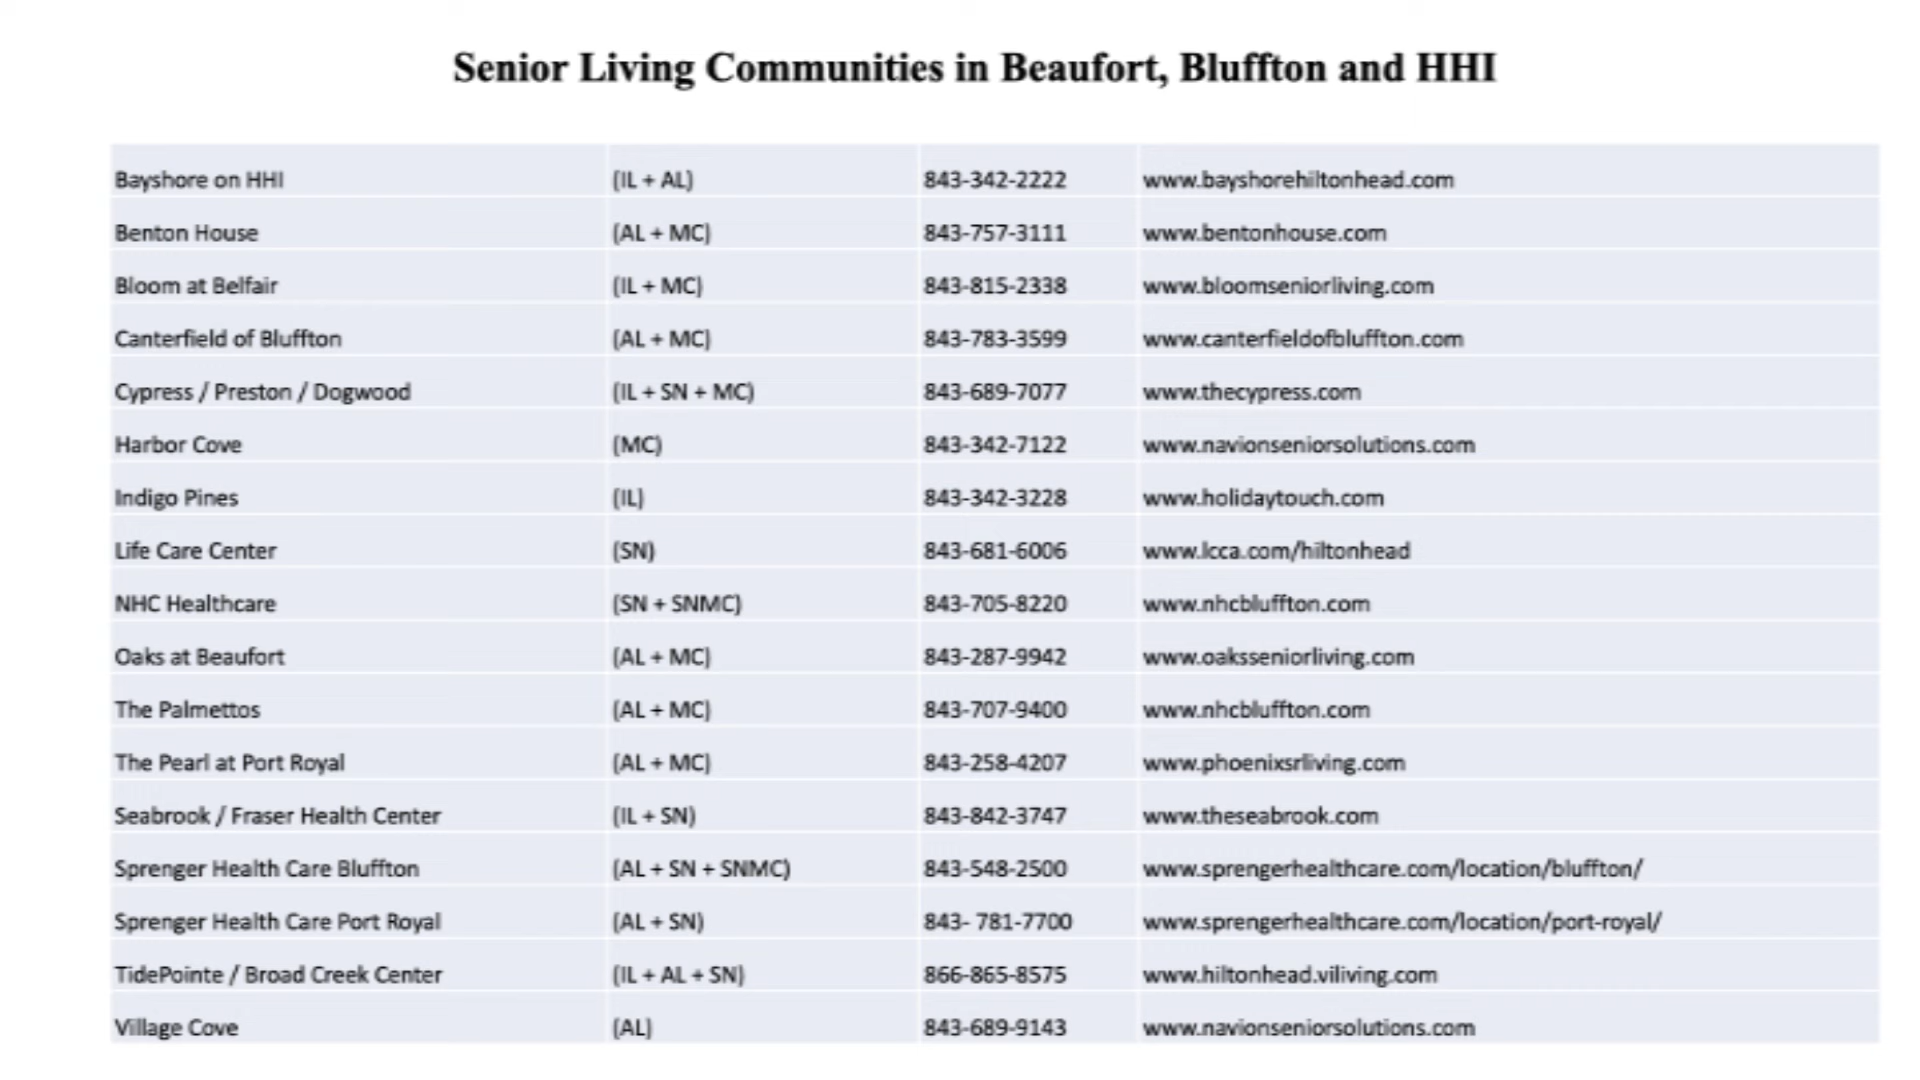 Senior Living Communities in Beaufort, Bluffton and HHI
Bayshore on HHI (IL + AL) 843-342-2222 www.bayshorehiltonhead.com
Benton House (AL + MC) 843-757-3111 www.bentonhouse.com
Bloom at Belfair (IL + MC) 843-815-2338 www.bloomseniorliving.com
Canterfield of Bluffton (AL + MC) 843-783-3599 www.canterfieldofbluffton.com
Cypress / Preston / Dogwood (IL + SN + MC) 843-689-7077 www.thecypress.com
Harbor Cove (MC) 843-342-7122 www.navionseniorsolutions.com
Indigo Pines (IL) 843-342-3228 www.holidaytouch.com
Life Care Center (SN) 843-681-6006 www.lcca.com/hiltonhead
NHC Healthcare (SN + SNMC) 843-705-8220 www.nhcbluffton.com
Oaks at Beaufort (AL + MC) 843-287-9942 www.oaksseniorliving.com
The Palmettos (AL + MC) 843-707-9400 www.nhcbluffton.com
The Pearl at Port Royal (AL + MC) 843-258-4207 www.phoenixsrliving.com
Seabrook / Fraser Health Center (IL + SN) 843-842-3747 www.theseabrook.com
Sprenger Health Care Bluffton (AL + SN + SNMC) 843-548-2500 www.sprengerhealthcare.com/location/bluffton/
Sprenger Health Care Port Royal (AL + SN) 843- 781-7700 www.sprengerhealthcare.com/location/port-royal/
TidePointe / Broad Creek Center (IL + AL + SN) 866-865-8575 www.hiltonhead.viliving.com
Village Cove (AL) 843-689-9143 www.navionseniorsolutions.com